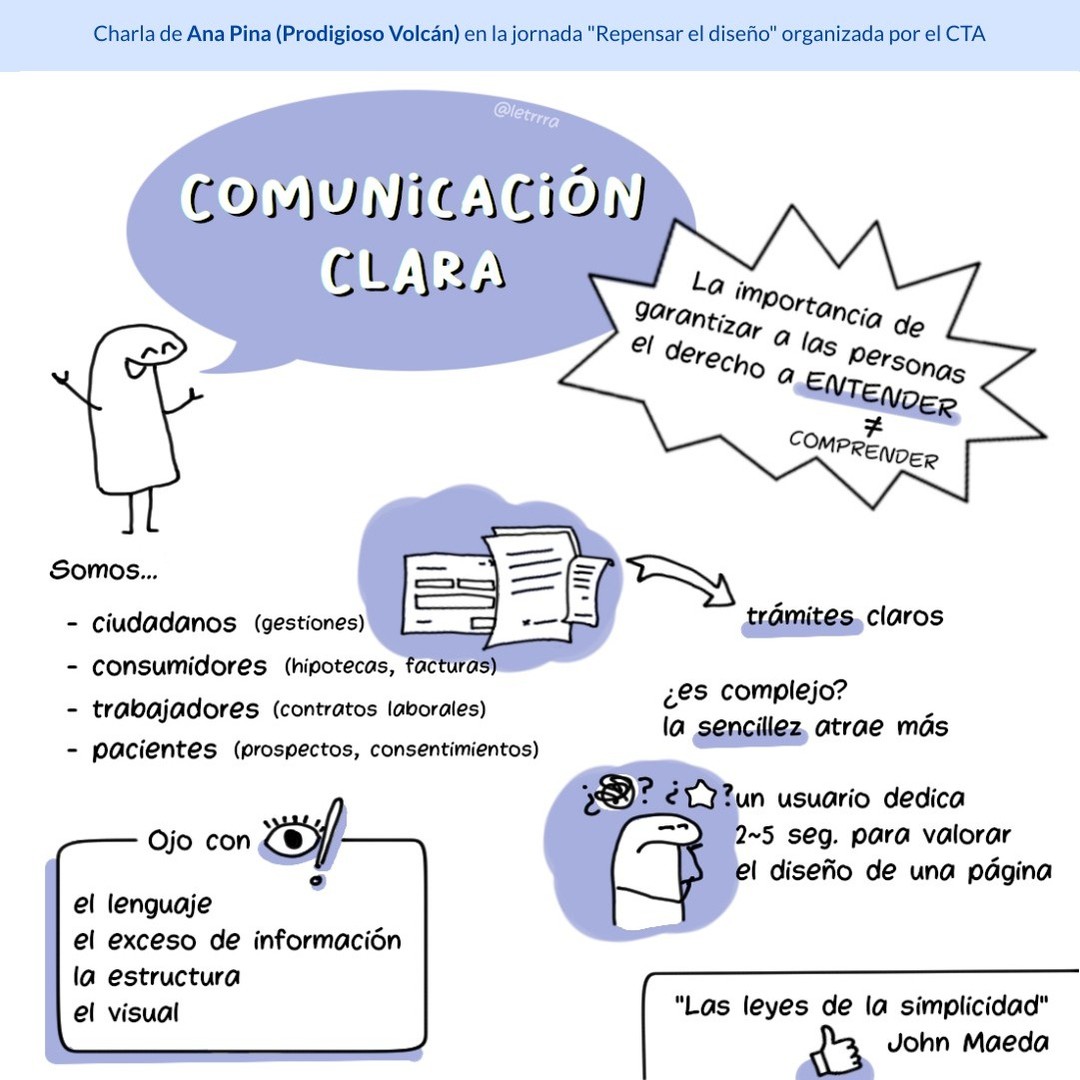 Charla de Ana Pina (Prodigioso Volcán) en la jornada "Repensar el diseño" organizada por el CTA
@letrrra
COMUNiCACiÓN
CLARA
La importancia de
garantizar a las personas
el derecho a ENTENDER
≠
COMPRENDER
Somos...
- ciudadanos (gestiones)
- consumidores (hipotecas, facturas)
- trabajadores (contratos laborales)
- pacientes (prospectos, consentimientos)
trámites claros
¿es complejo?
la sencillez atrae más
¿ ? ¿ ?
un usuario dedica
2~5 seg. para valorar
el diseño de una página
Ojo con !
el lenguaje
el exceso de información
la estructura
el visual
"Las leyes de la simplicidad"
John Maeda